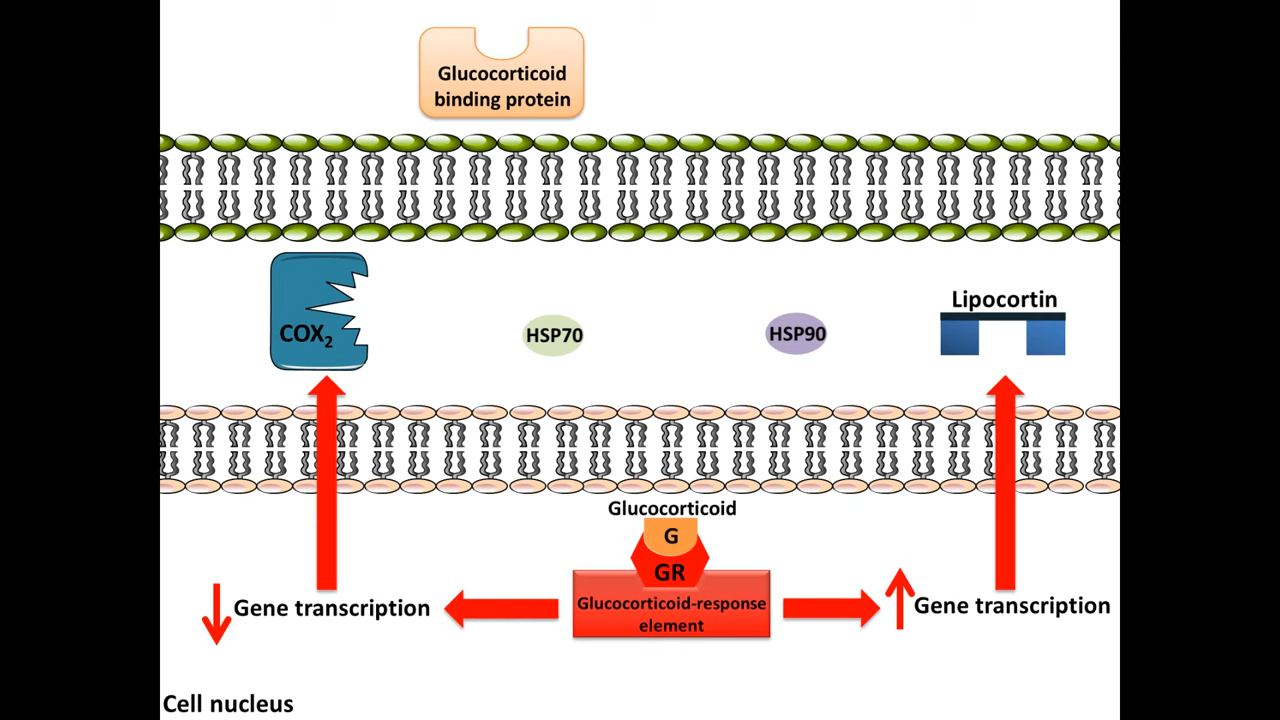 Glucocorticoid
binding protein
Lipocortin
COX₂
HSP70
HSP90
Glucocorticoid
G
GR
Gene transcription
Glucocorticoid-response
element
Gene transcription
Cell nucleus